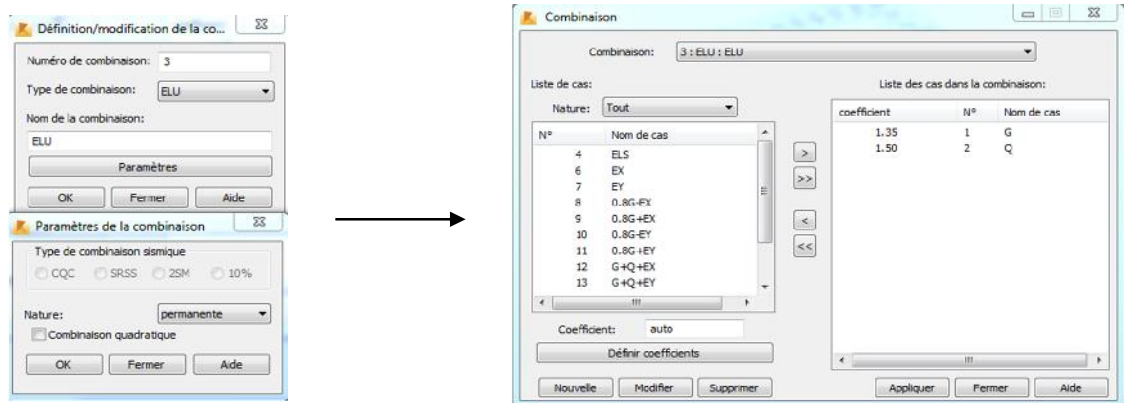 Définition/modification de la co...
Numéro de combinaison: 3
Type de combinaison: ELU
Nom de la combinaison:
ELU
Paramètres
OK Fermer Aide
Paramètres de la combinaison
Type de combinaison sismique
CQC SRSS 2SM 10%
Nature: permanente
Combinaison quadratique
OK Fermer Aide
Combinaison
Combinaison: 3 : ELU : ELU
Liste de cas:
Nature: Tout
N° Nom de cas
4 ELS
6 EX
7 EY
8 0.8G-EX
9 0.8G+EX
10 0.8G-EY
11 0.8G+EY
12 G+Q+EX
13 G+Q+EY
Coefficient: auto
Définir coefficients
Nouvelle Modifier Supprimer
>
>>
<
<<
Liste des cas dans la combinaison:
coefficient N° Nom de cas
1.35 1 G
1.50 2 Q
Appliquer Fermer Aide